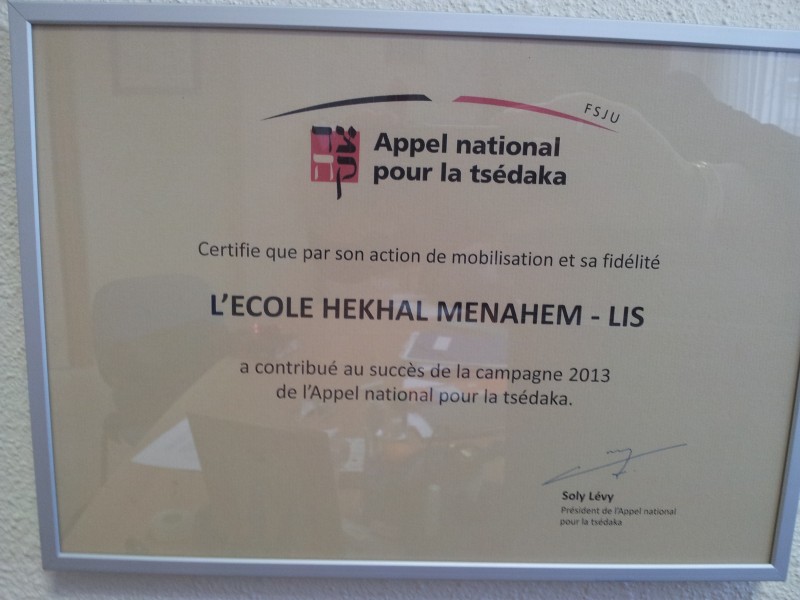 FSJU
צדקה
Appel national
pour la tsédaka
Certifie que par son action de mobilisation et sa fidélité
L'ECOLE HEKHAL MENAHEM - LIS
a contribué au succès de la campagne 2013
de l'Appel national pour la tsédaka.
Soly Lévy
Président de l'Appel national
pour la tsédaka